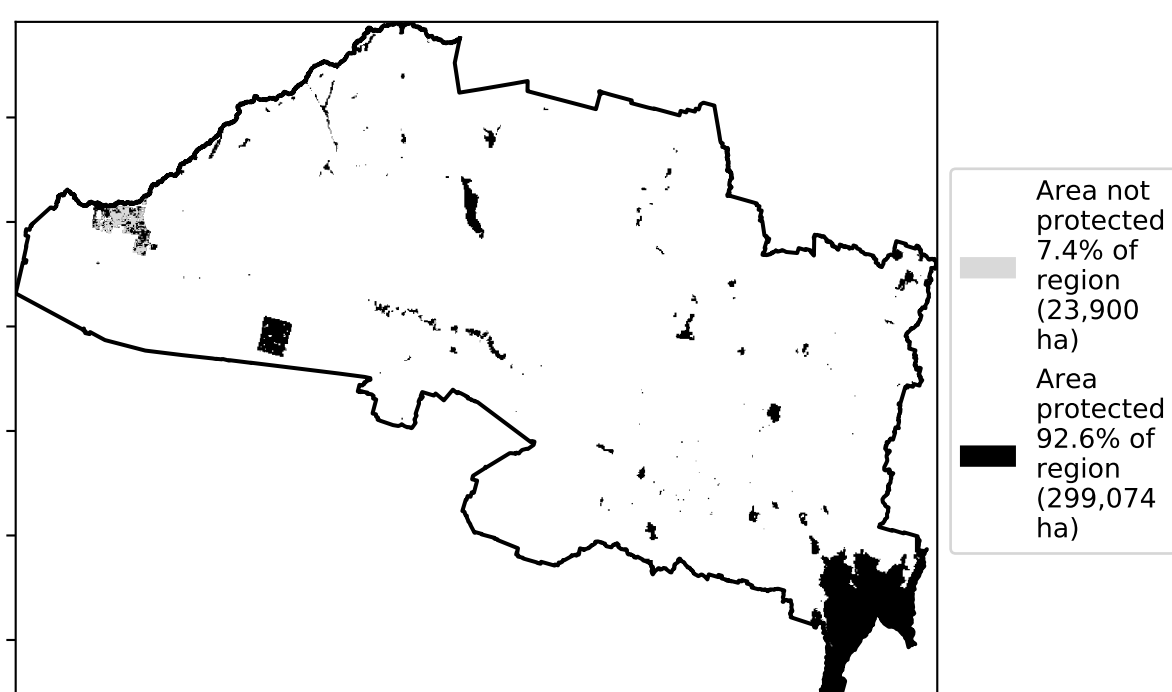 Area not
protected
7.4% of
region
(23,900
ha)
Area
protected
92.6% of
region
(299,074
ha)